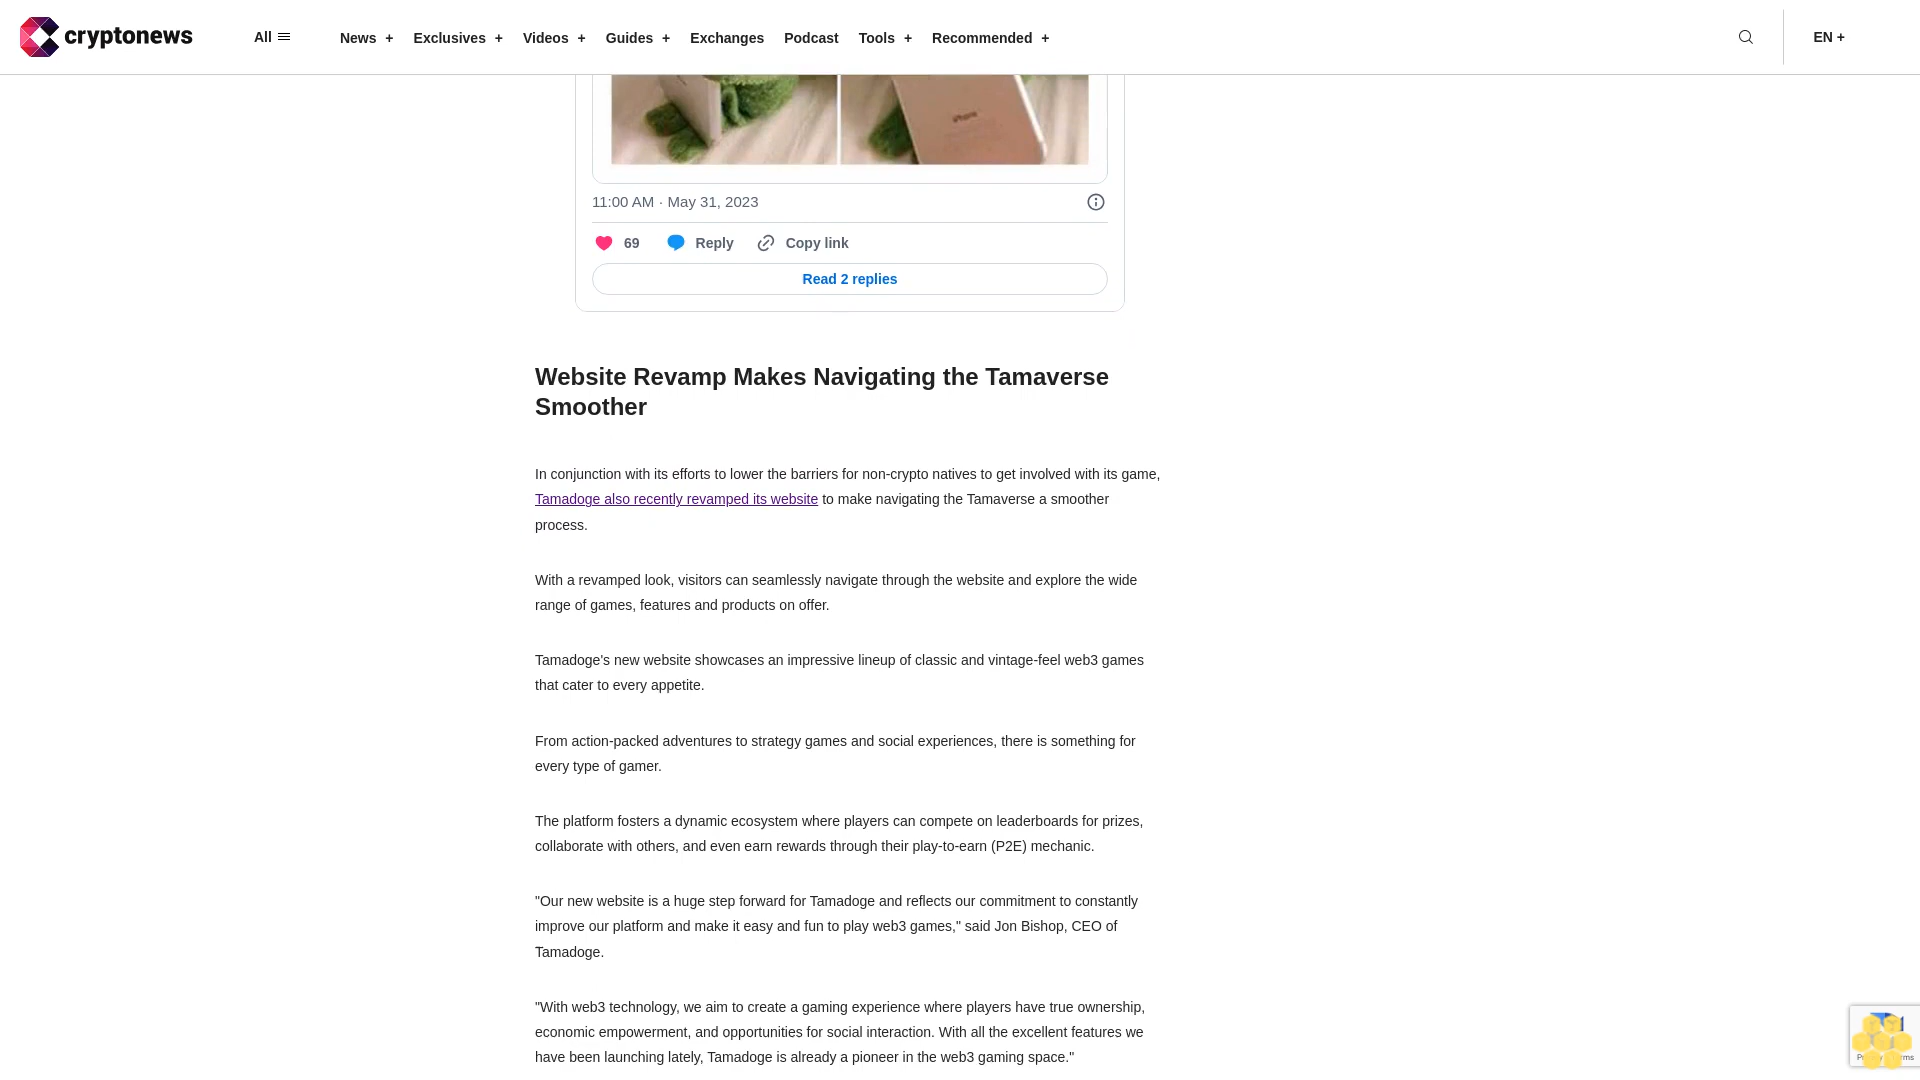 cryptonews
All
News +
Exclusives +
Videos +
Guides +
Exchanges
Podcast
Tools +
Recommended +
EN +
11:00 AM · May 31, 2023
69
Reply
Copy link
Read 2 replies
Website Revamp Makes Navigating the Tamaverse
Smoother
In conjunction with its efforts to lower the barriers for non-crypto natives to get involved with its game,
Tamadoge also recently revamped its website to make navigating the Tamaverse a smoother
process.
With a revamped look, visitors can seamlessly navigate through the website and explore the wide
range of games, features and products on offer.
Tamadoge's new website showcases an impressive lineup of classic and vintage-feel web3 games
that cater to every appetite.
From action-packed adventures to strategy games and social experiences, there is something for
every type of gamer.
The platform fosters a dynamic ecosystem where players can compete on leaderboards for prizes,
collaborate with others, and even earn rewards through their play-to-earn (P2E) mechanic.
"Our new website is a huge step forward for Tamadoge and reflects our commitment to constantly
improve our platform and make it easy and fun to play web3 games," said Jon Bishop, CEO of
Tamadoge.
"With web3 technology, we aim to create a gaming experience where players have true ownership,
economic empowerment, and opportunities for social interaction. With all the excellent features we
have been launching lately, Tamadoge is already a pioneer in the web3 gaming space."